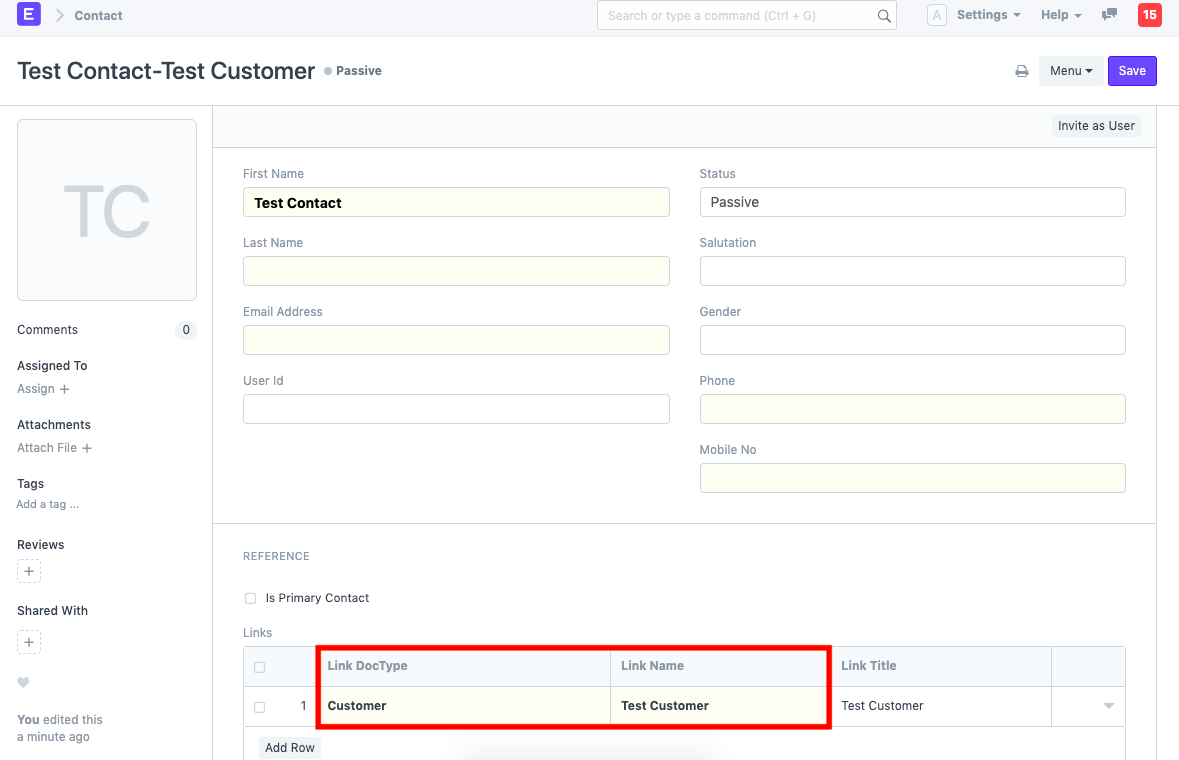 E Contact Search or type a command (Ctrl + G) A Settings Help 15
Test Contact-Test Customer Passive Menu Save
Invite as User
TC
Comments 0
Assigned To
Assign +
Attachments
Attach File +
Tags
Add a tag ...
Reviews
+
Shared With
+
You edited this
a minute ago
First Name
Test Contact
Last Name
Email Address
User Id
Status
Passive
Salutation
Gender
Phone
Mobile No
REFERENCE
Is Primary Contact
Links
Link DocType Link Name Link Title
1 Customer Test Customer Test Customer
Add Row